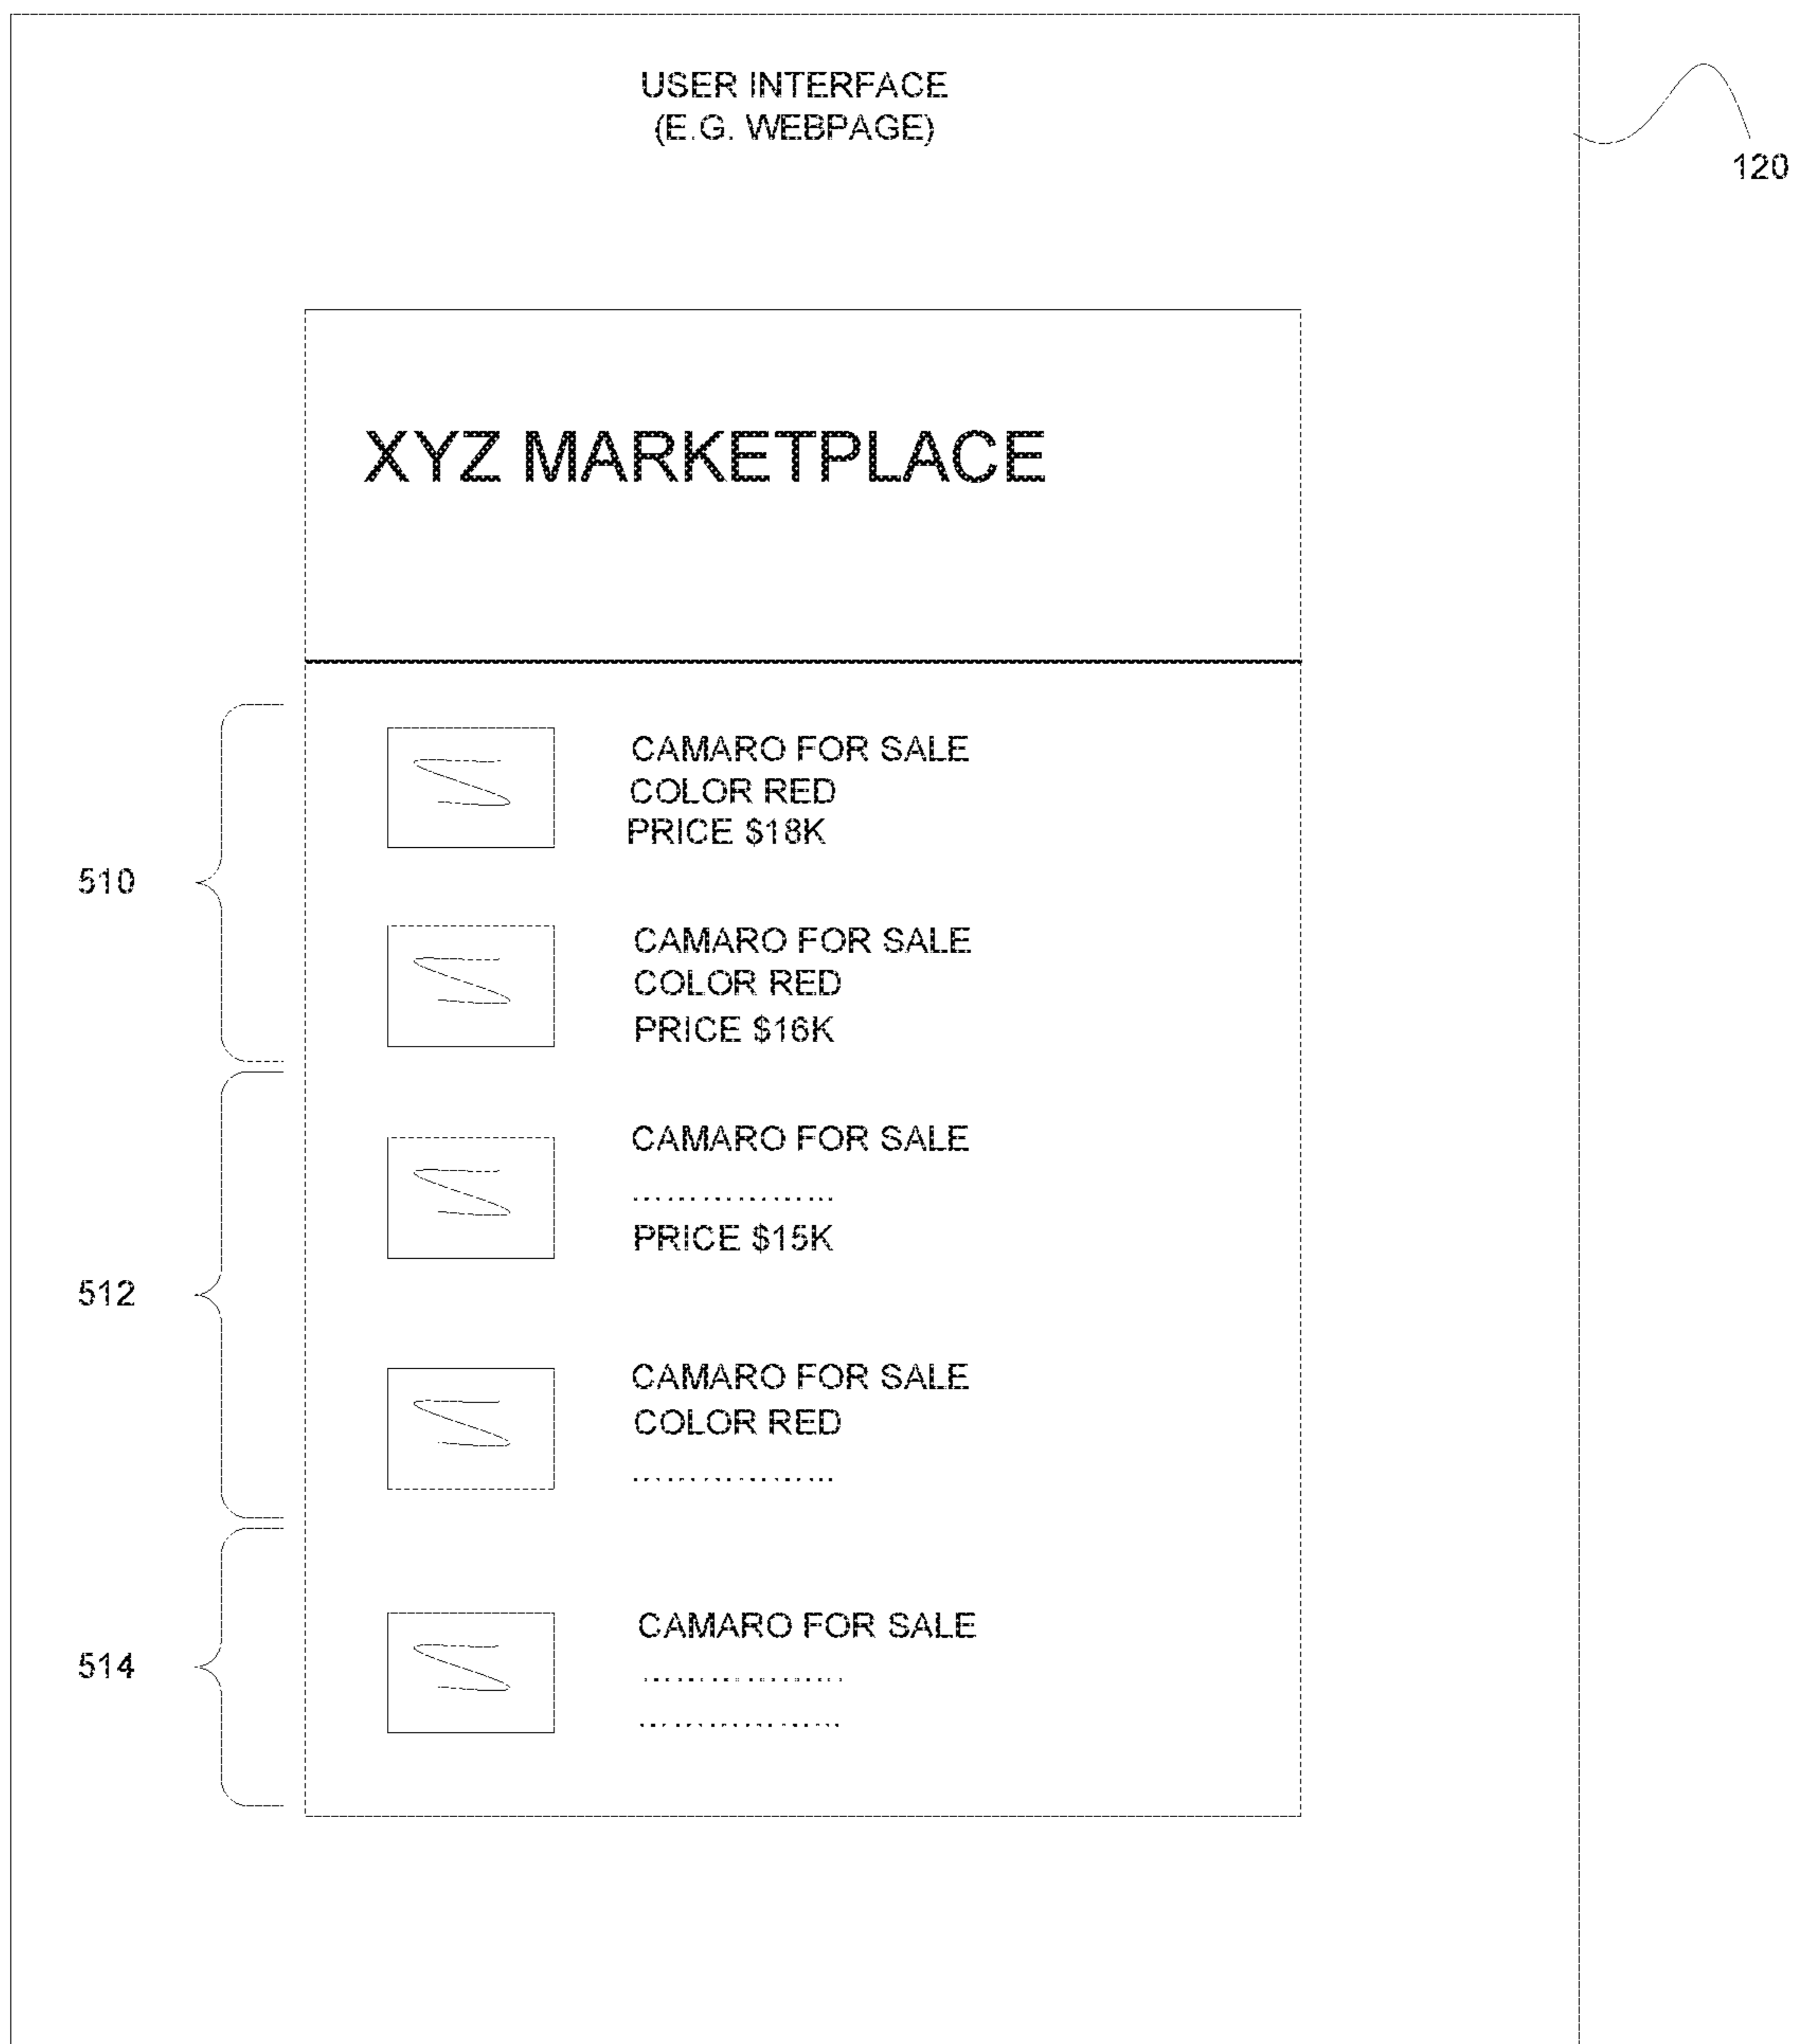 USER INTERFACE
(E.G. WEBPAGE)
120
XYZ MARKETPLACE
510
CAMARO FOR SALE
COLOR RED
PRICE $18K
CAMARO FOR SALE
COLOR RED
PRICE $16K
512
CAMARO FOR SALE
.................
PRICE $15K
CAMARO FOR SALE
COLOR RED
.................
514
CAMARO FOR SALE
.................
.................